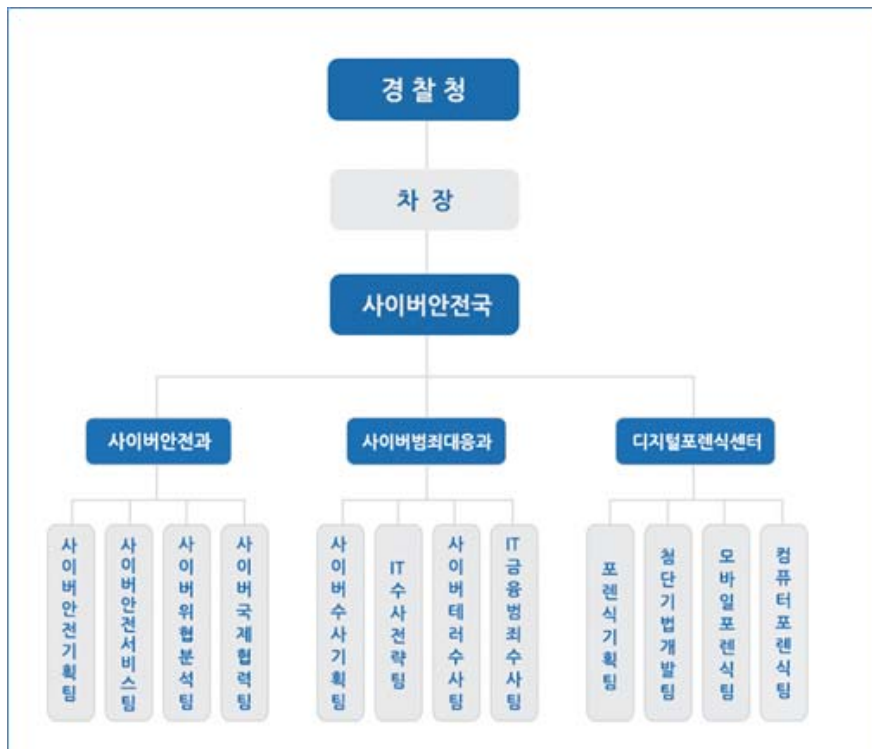 경 찰 청
차 장
사이버안전국
사이버안전과
사이버범죄대응과
디지털포렌식센터
사이버안전기획팀
사이버안전서비스팀
사이버위협분석팀
사이버국제협력팀
사이버수사기획팀
IT수사전략팀
사이버테러수사팀
IT금융범죄수사팀
포렌식기획팀
첨단기법개발팀
모바일포렌식팀
컴퓨터포렌식팀